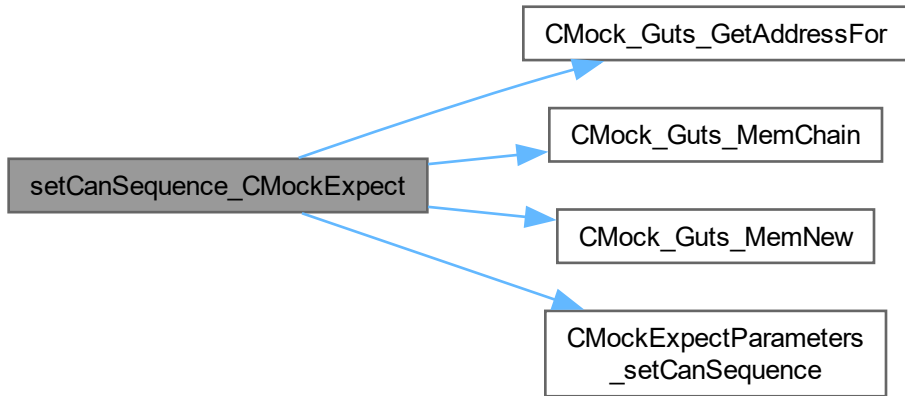 CMock_Guts_GetAddressFor
CMock_Guts_MemChain
setCanSequence_CMockExpect
CMock_Guts_MemNew
CMockExpectParameters
_setCanSequence